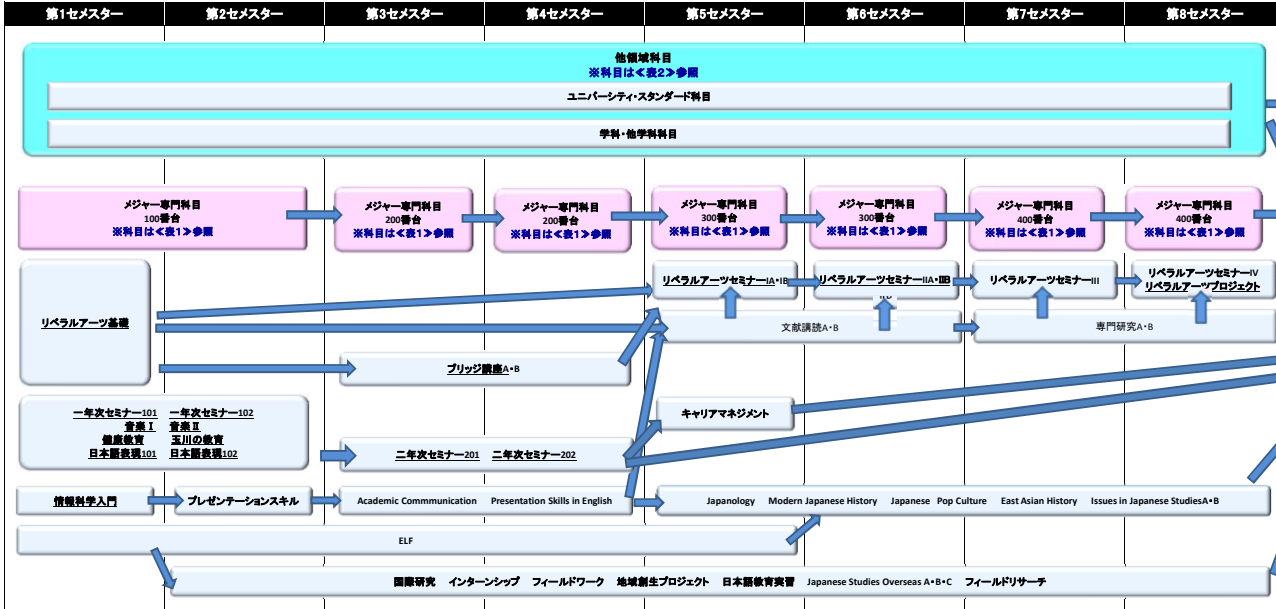 第1セメスター 第2セメスター 第3セメスター 第4セメスター 第5セメスター 第6セメスター 第7セメスター 第8セメスター
他領域科目
※科目は≪表2≫参照
ユニバーシティ・スタンダード科目
学科・他学科科目
メジャー専門科目
100番台
※科目は≪表1≫参照
メジャー専門科目
200番台
※科目は≪表1≫参照
メジャー専門科目
200番台
※科目は≪表1≫参照
メジャー専門科目
300番台
※科目は≪表1≫参照
メジャー専門科目
300番台
※科目は≪表1≫参照
メジャー専門科目
400番台
※科目は≪表1≫参照
メジャー専門科目
400番台
※科目は≪表1≫参照
リベラルアーツ基礎
リベラルアーツセミナーIA・IB
リベラルアーツセミナーIIA・IIB
リベラルアーツセミナーIII
リベラルアーツセミナーIV
リベラルアーツプロジェクト
文献講読A・B
専門研究A・B
ブリッジ講座A・B
一年次セミナー101 一年次セミナー102
音楽Ⅰ 音楽Ⅱ
健康教育 玉川の教育
日本語表現101 日本語表現102
キャリアマネジメント
二年次セミナー201 二年次セミナー202
情報科学入門
プレゼンテーションスキル
Academic Commmunication Presentation Skills in English
Japanology Modern Japanese History Japanese Pop Culture East Asian History Issues in Japanese StudiesA・B
ELF
国際研究 インターンシップ フィールドワーク 地域創生プロジェクト 日本語教育実習 Japanese Studies Overseas A・B・C フィールドリサーチ